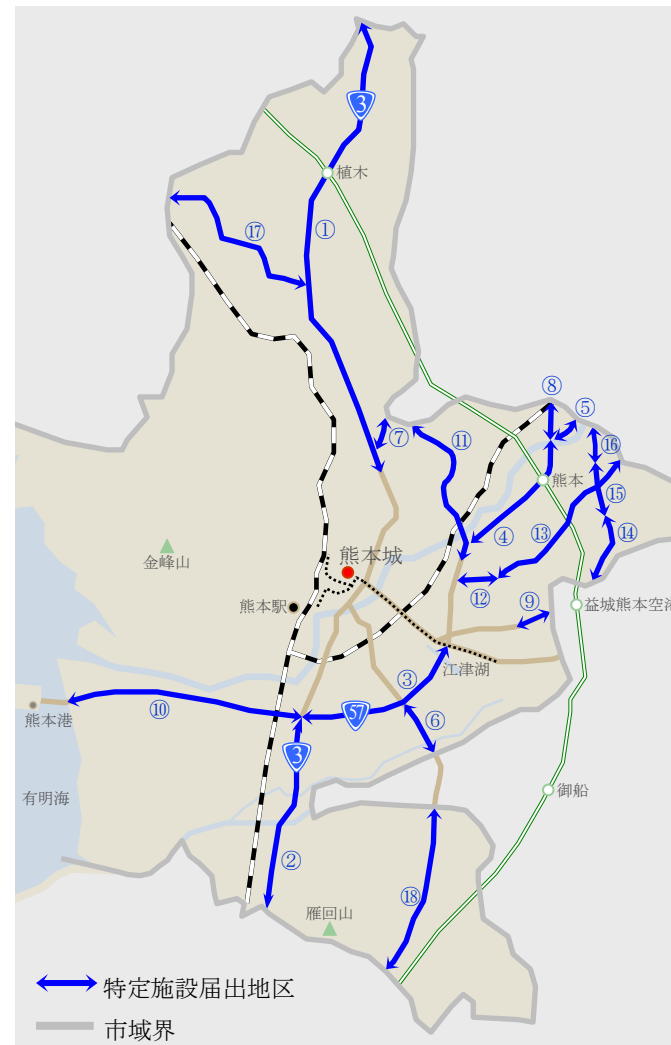 3
植木
⑰
①
⑧
⑤
⑦
⑪
⑯
熊本
⑮
④
⑬
⑭
熊本城
金峰山
⑫
⑨
熊本駅
益城熊本空港
江津湖
③
⑩
57
⑥
熊本港
3
有明海
御船
②
⑱
雁回山
特定施設届出地区
市域界